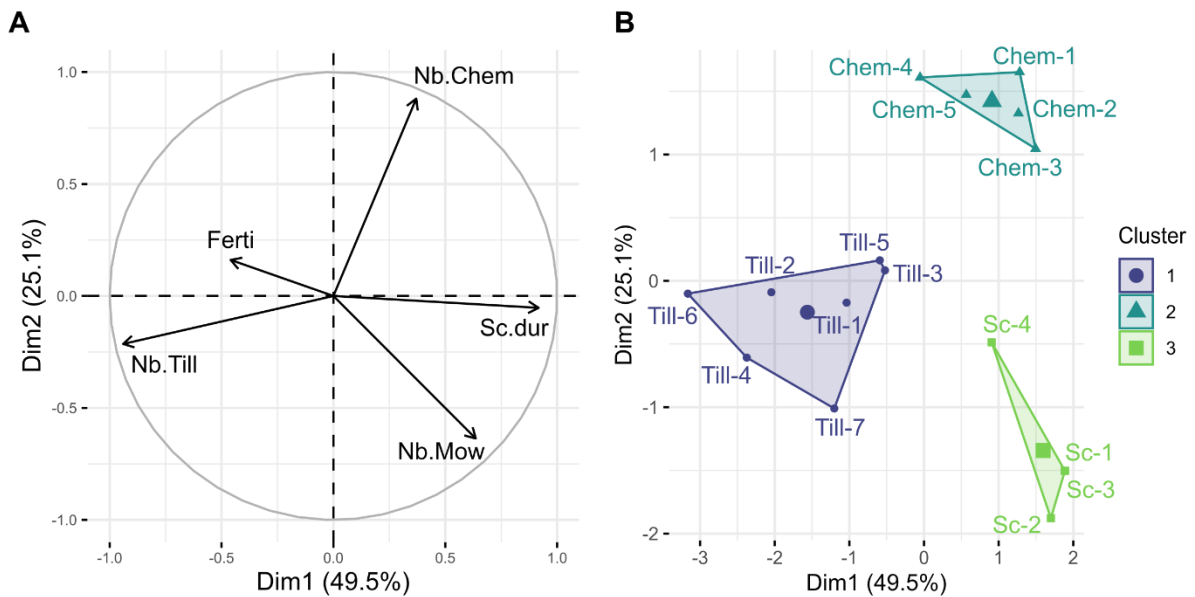 A
B
1.0
0.5
0.0
-0.5
-1.0
Dim2 (25.1%)
Nb.Chem
Ferti
Sc.dur
Nb.Till
Nb.Mow
-1.0
-0.5
0.0
0.5
1.0
Dim1 (49.5%)
1
0
-1
-2
Dim2 (25.1%)
Chem-4
Chem-1
Chem-5
Chem-2
Chem-3
Till-5
Till-2
Till-3
Till-6
Till-1
Till-4
Till-7
Sc-4
Sc-1
Sc-3
Sc-2
-3
-2
-1
0
1
2
Dim1 (49.5%)
Cluster
1
2
3